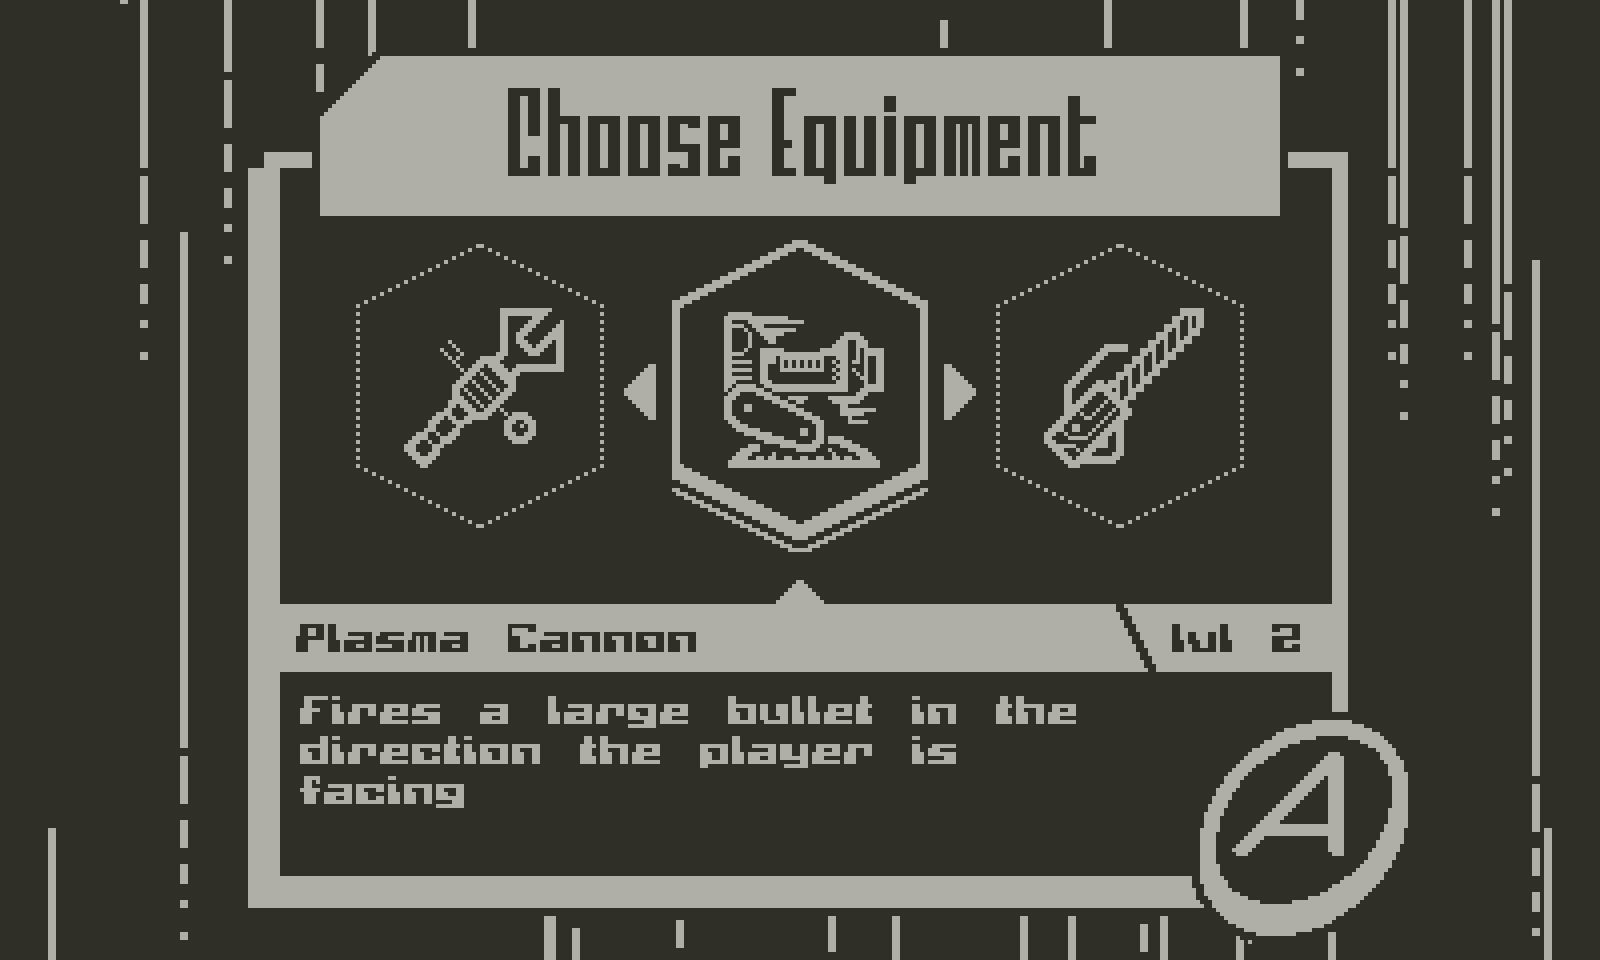 Choose Equipment
Plasma Cannon
lvl 2
Fires a large bullet in the
direction the player is
facing
A